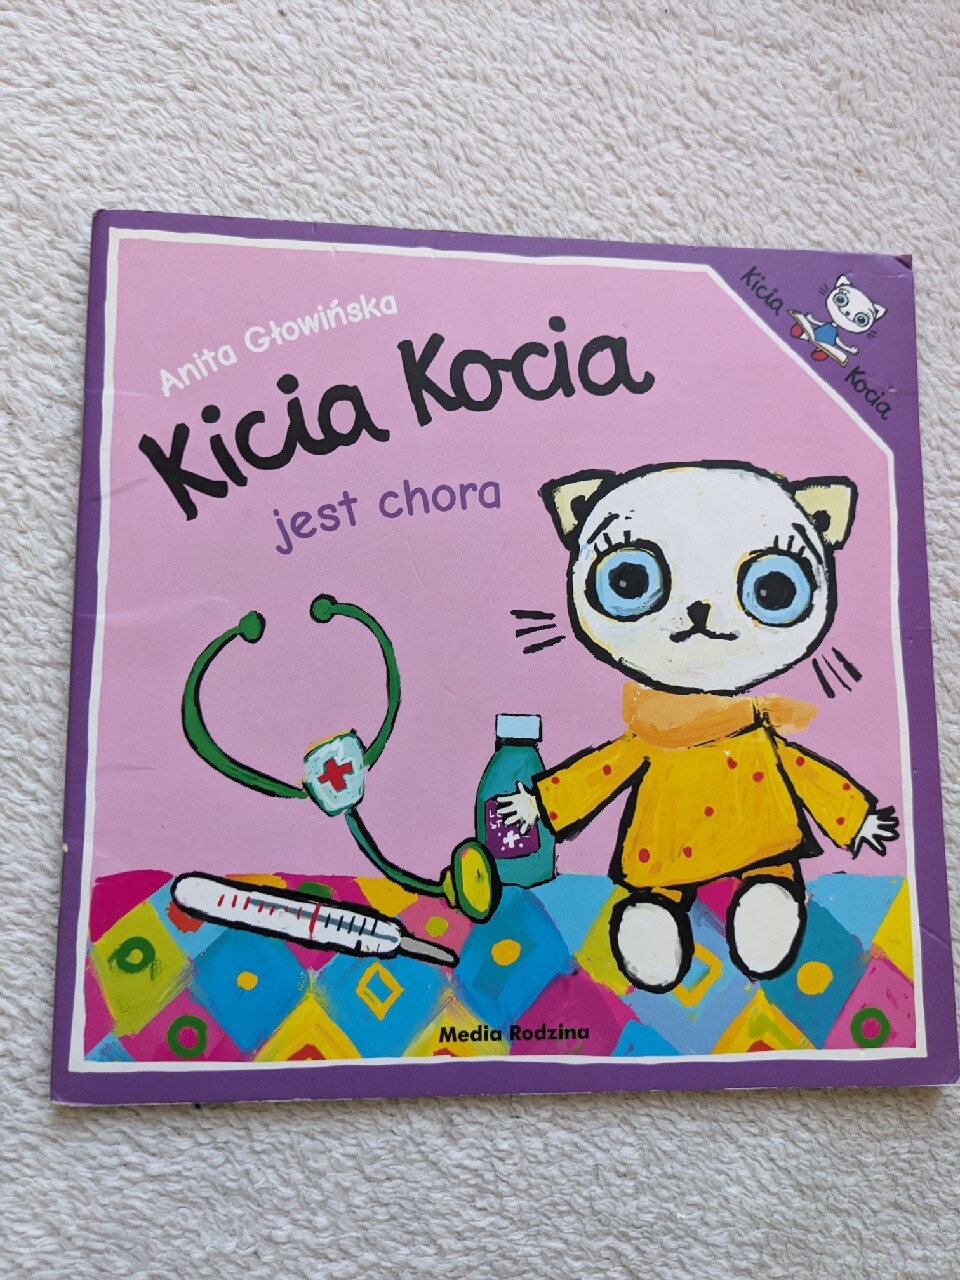 Anita Głowińska
Kicia Kocia
jest chora
Kicia
Kocia
Media Rodzina